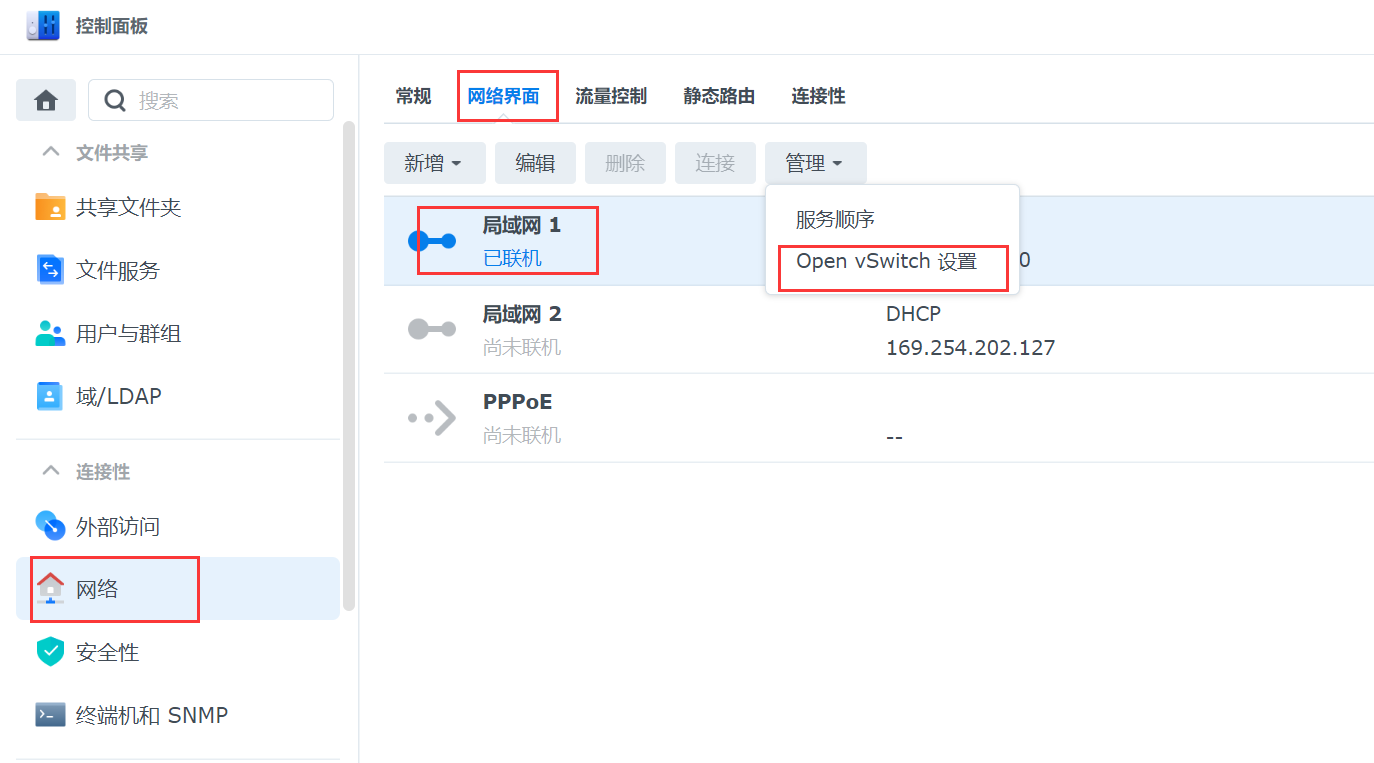 控制面板
搜索
文件共享
共享文件夹
文件服务
用户与群组
域/LDAP
连接性
外部访问
网络
安全性
终端机和 SNMP
常规 网络界面 流量控制 静态路由 连接性
新增 编辑 删除 连接 管理
服务顺序
Open vSwitch 设置
局域网 1
已联机 0
局域网 2 DHCP
尚未联机 169.254.202.127
PPPoE
尚未联机 --